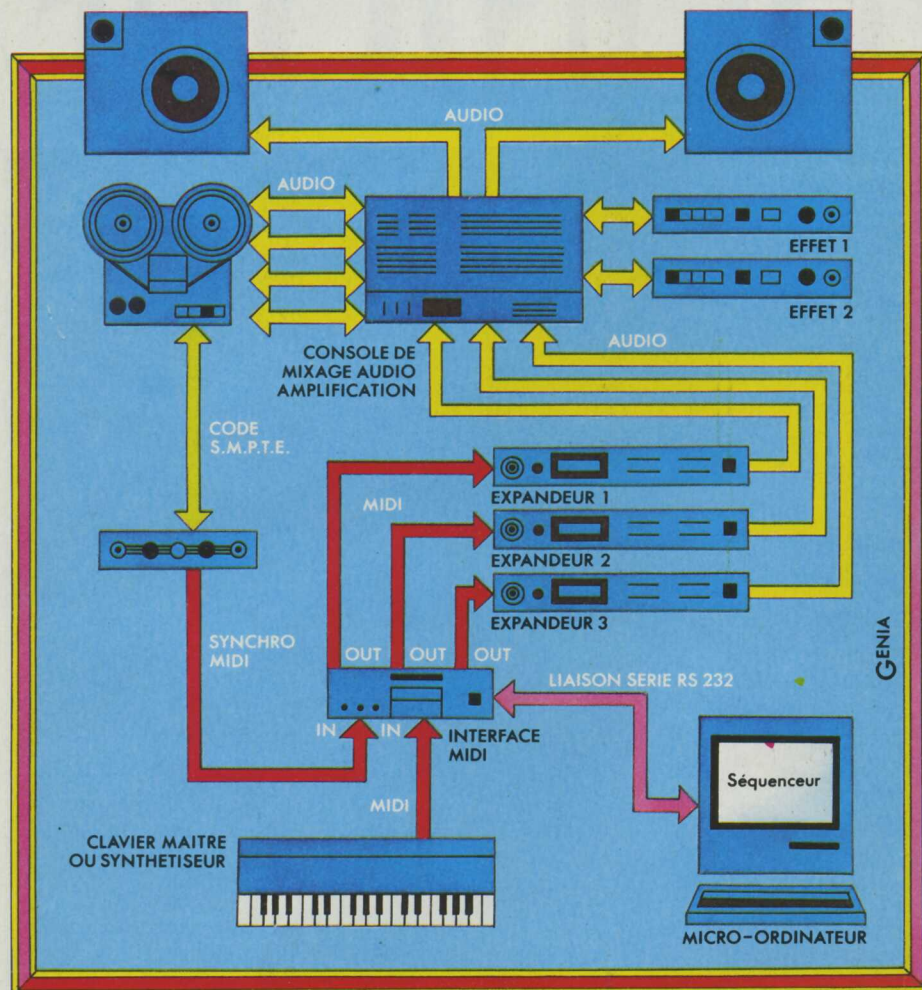 AUDIO
AUDIO
EFFET 1
EFFET 2
CONSOLE DE
MIXAGE AUDIO
AMPLIFICATION
AUDIO
CODE
S.M.P.T.E.
MIDI
EXPANDEUR 1
EXPANDEUR 2
EXPANDEUR 3
SYNCHRO
MIDI
OUT OUT OUT
GENIA
LIAISON SERIE RS 232
IN IN
INTERFACE
MIDI
Séquenceur
MIDI
CLAVIER MAITRE
OU SYNTHETISEUR
MICRO-ORDINATEUR